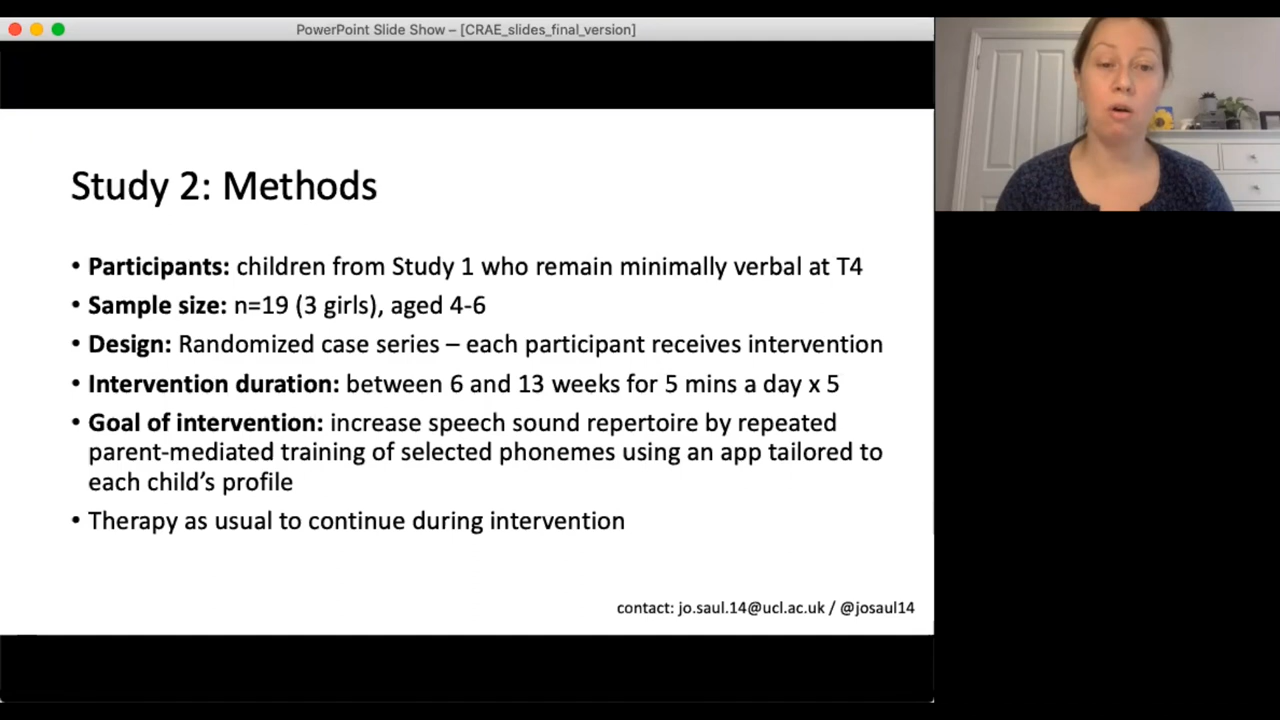 PowerPoint Slide Show – [CRAE_slides_final_version]
Study 2: Methods
• Participants: children from Study 1 who remain minimally verbal at T4
• Sample size: n=19 (3 girls), aged 4-6
• Design: Randomized case series – each participant receives intervention
• Intervention duration: between 6 and 13 weeks for 5 mins a day x 5
• Goal of intervention: increase speech sound repertoire by repeated
parent-mediated training of selected phonemes using an app tailored to
each child’s profile
• Therapy as usual to continue during intervention
contact: jo.saul.14@ucl.ac.uk / @josaul14